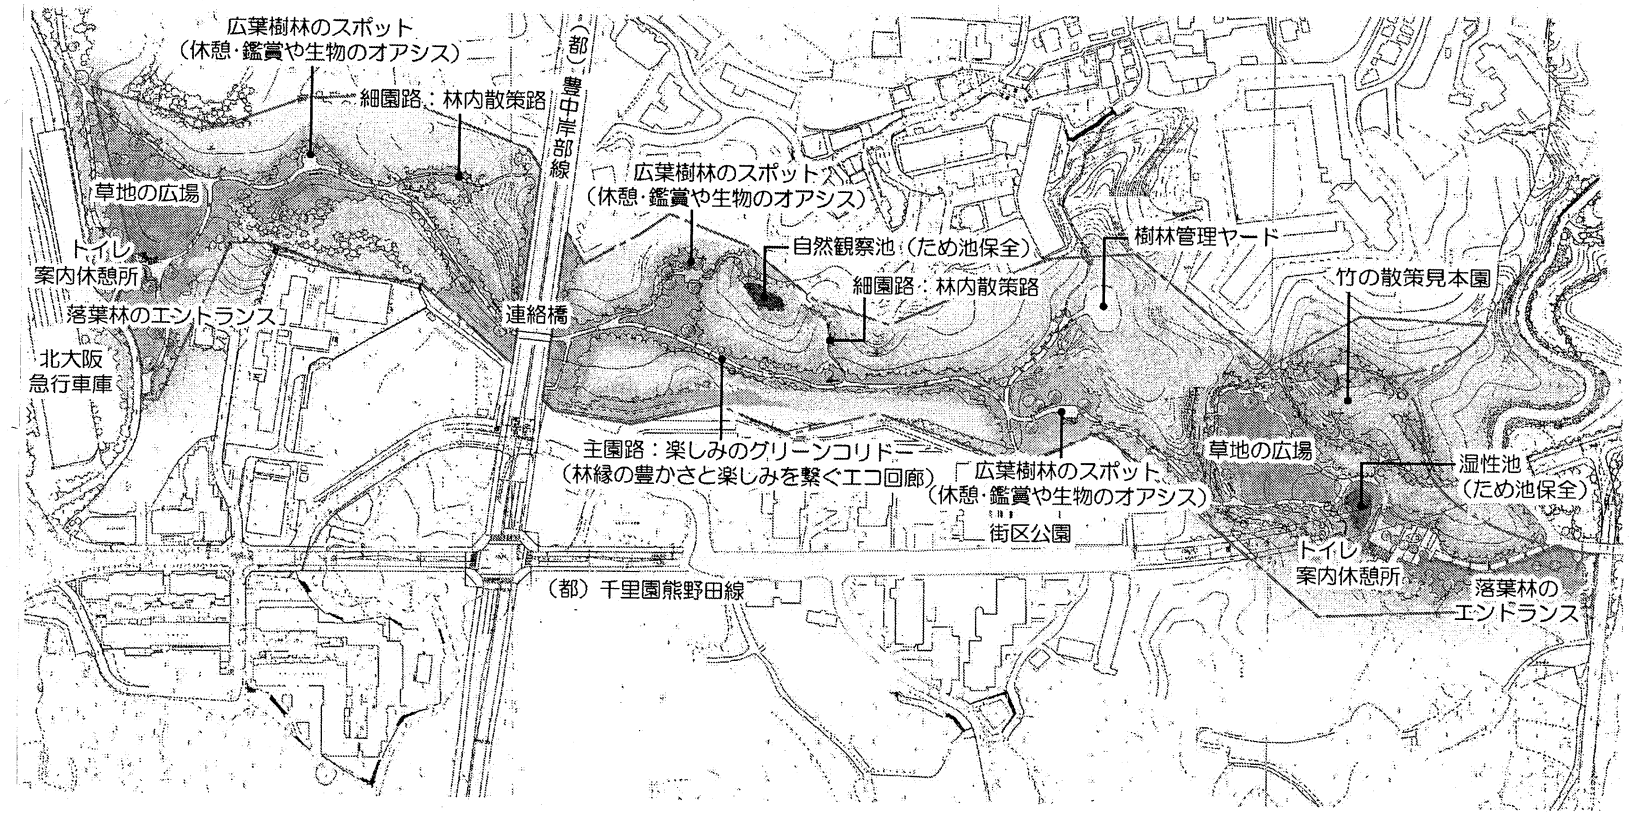 広葉樹林のスポット
（休憩・鑑賞や生物のオアシス）
細園路：林内散策路
（都）豊中岸部線
草地の広場
トイレ
案内休憩所
落葉林のエントランス
北大阪
急行車庫
連絡橋
広葉樹林のスポット
（休憩・鑑賞や生物のオアシス）
自然観察池（ため池保全）
細園路：林内散策路
樹林管理ヤード
竹の散策見本園
主園路：楽しみのグリーンコリドー
（林縁の豊かさと楽しみを繋ぐエコ回廊）
広葉樹林のスポット
（休憩・鑑賞や生物のオアシス）
街区公園
草地の広場
湿性池
（ため池保全）
トイレ
案内休憩所
落葉林の
エントランス
（都）千里園熊野田線